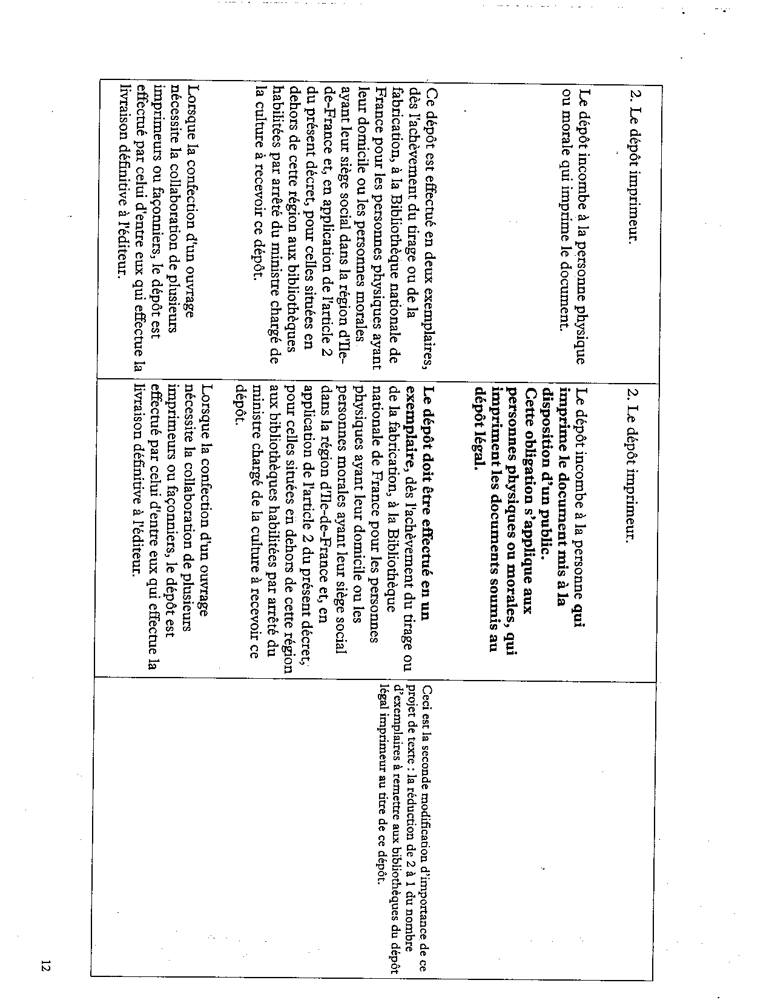 2. Le dépôt imprimeur.
Le dépôt incombe à la personne physique
ou morale qui imprime le document.
Ce dépôt est effectué en deux exemplaires,
dès l'achèvement du tirage ou de la
fabrication, à la Bibliothèque nationale de
France pour les personnes physiques ayant
leur domicile ou les personnes morales
ayant leur siège social dans la région d'Ile-
de-France et, en application de l'article 2
du présent décret, pour celles situées en
dehors de cette région aux bibliothèques
habilitées par arrêté du ministre chargé de
la culture à recevoir ce dépôt.
Lorsque la confection d'un ouvrage
nécessite la collaboration de plusieurs
imprimeurs ou façonniers, le dépôt est
effectué par celui d'entre eux qui effectue la
livraison définitive à l'éditeur.
2. Le dépôt imprimeur.
Le dépôt incombe à la personne qui
imprime le document mis à la
disposition d'un public.
Cette obligation s'applique aux
personnes physiques ou morales, qui
impriment les documents soumis au
dépôt légal.
Le dépôt doit être effectué en un
exemplaire, dès l'achèvement du tirage ou
de la fabrication, à la Bibliothèque
nationale de France pour les personnes
physiques ayant leur domicile ou les
personnes morales ayant leur siège social
dans la région d'Ile-de-France et, en
application de l'article 2 du présent décret,
pour celles situées en dehors de cette région
aux bibliothèques habilitées par arrêté du
ministre chargé de la culture à recevoir ce
dépôt.
Lorsque la confection d'un ouvrage
nécessite la collaboration de plusieurs
imprimeurs ou façonniers, le dépôt est
effectué par celui d'entre eux qui effectue la
livraison définitive à l'éditeur.
Ceci est la seconde modification d'importance de ce
projet de texte : la réduction de 2 à 1 du nombre
d'exemplaires à remettre aux bibliothèques du dépôt
légal imprimeur au titre de ce dépôt.
12